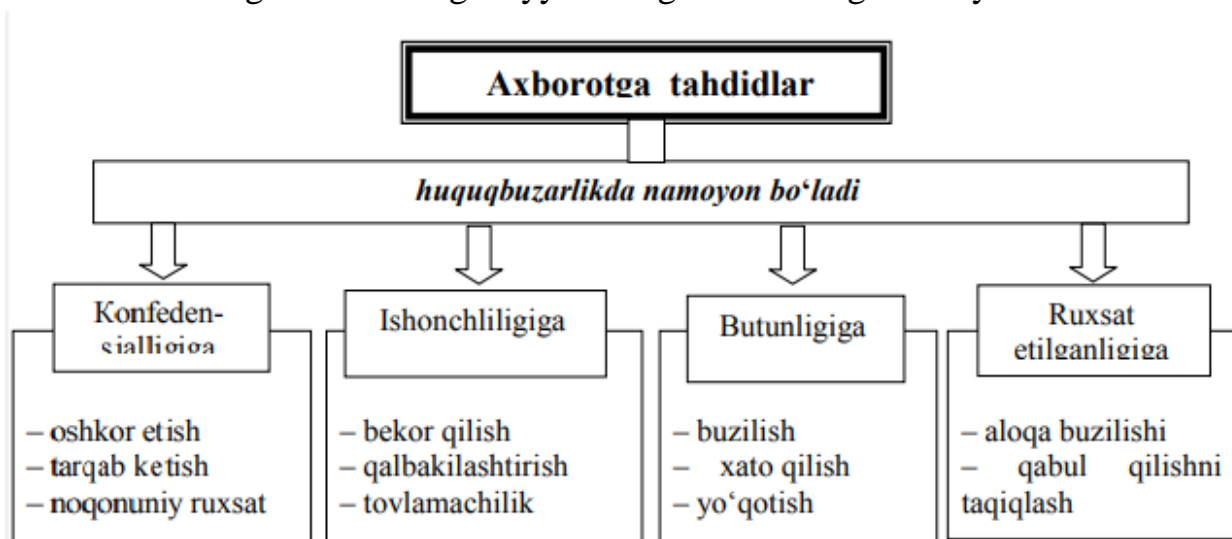 Axborotga tahdidlar
huquqbuzarlikda namoyon bo‘ladi
Konfeden-
sialligiga
– oshkor etish
– tarqab ketish
– noqonuniy ruxsat
Ishonchliligiga
– bekor qilish
– qalbakilashtirish
– tovlamachilik
Butunligiga
– buzilish
– xato qilish
– yo‘qotish
Ruxsat
etilganligiga
– aloqa buzilishi
– qabul qilishni
taqiqlash